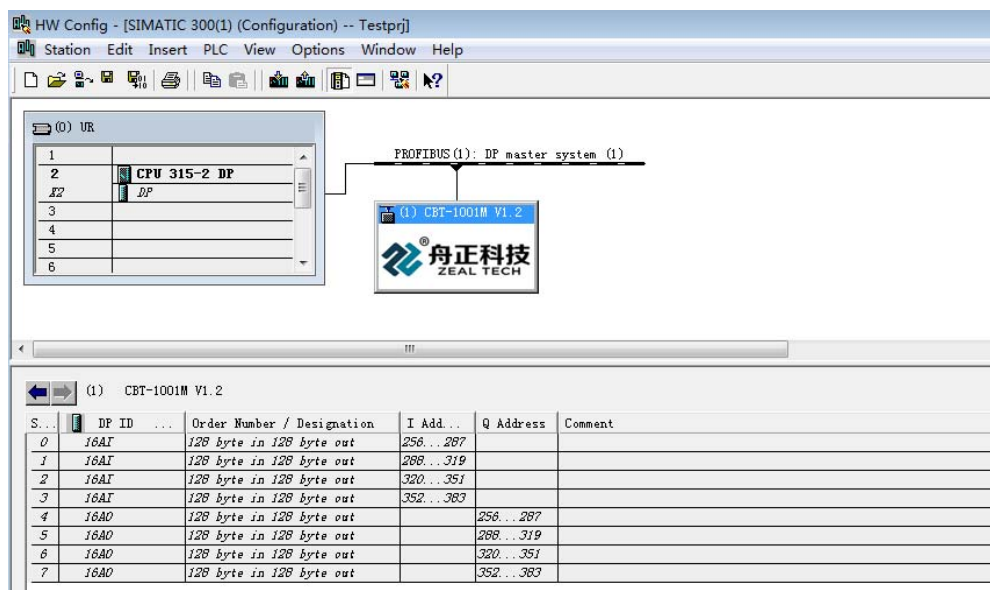 HW Config - [SIMATIC 300(1) (Configuration) -- Testprj]
Station Edit Insert PLC View Options Window Help
(0) UR
1
2 CPU 315-2 DP
X2 DP
3
4
5
6
PROFIBUS(1): DP master system (1)
(1) CBT-1001M V1.2
舟正科技®
ZEAL TECH
(1) CBT-1001M V1.2
S... DP ID ... Order Number / Designation I Add... Q Address Comment
0 16AI 128 byte in 128 byte out 256...287
1 16AI 128 byte in 128 byte out 288...319
2 16AI 128 byte in 128 byte out 320...351
3 16AI 128 byte in 128 byte out 352...383
4 16AO 128 byte in 128 byte out 256...287
5 16AO 128 byte in 128 byte out 288...319
6 16AO 128 byte in 128 byte out 320...351
7 16AO 128 byte in 128 byte out 352...383